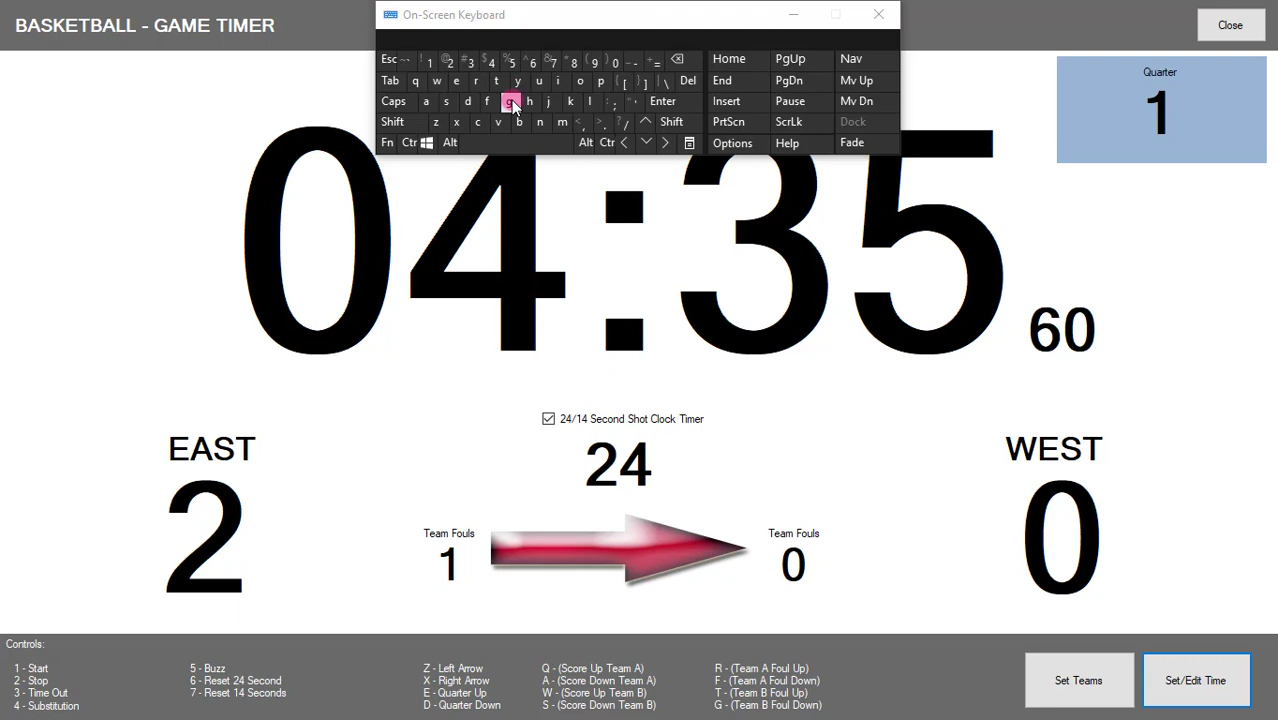 BASKETBALL - GAME TIMER
Close
On-Screen Keyboard
Esc ~ ` ! 1 @ 2 # 3 $ 4 % 5 ^ 6 & 7 * 8 ( 9 ) 0 _ - + = Home PgUp Nav
Tab q w e r t y u i o p { [ } ] | \ Del End PgDn Mv Up
Caps a s d f g h j k l : ; " ' Enter Insert Pause Mv Dn
Shift z x c v b n m < , > . ? / Shift PrtScn ScrLk Dock
Fn Ctr Alt Alt Ctr Options Help Fade
Quarter
1
04:35
60
24/14 Second Shot Clock Timer
24
EAST
2
WEST
0
Team Fouls
1
Team Fouls
0
Controls:
1 - Start
2 - Stop
3 - Time Out
4 - Substitution
5 - Buzz
6 - Reset 24 Second
7 - Reset 14 Seconds
Z - Left Arrow
X - Right Arrow
E - Quarter Up
D - Quarter Down
Q - (Score Up Team A)
A - (Score Down Team A)
W - (Score Up Team B)
S - (Score Down Team B)
R - (Team A Foul Up)
F - (Team A Foul Down)
T - (Team B Foul Up)
G - (Team B Foul Down)
Set Teams
Set/Edit Time